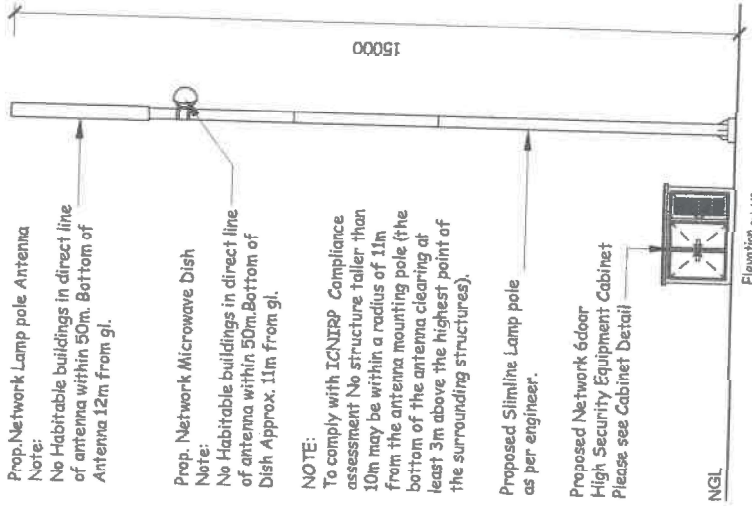 Prop.Network Lamp pole Antenna
Note:
No Habitable buildings in direct line
of antenna within 50m. Bottom of
Antenna 12m from gl.
Prop. Network Microwave Dish
Note:
No Habitable buildings in direct line
of antenna within 50m.Bottom of
Dish Approx. 11m from gl.
NOTE:
To comply with ICNIRP Compliance
assessment No structure taller than
10m may be within a radius of 11m
from the antenna mounting pole (the
bottom of the antenna clearing at
least 3m above the highest point of
the surrounding structures).
Proposed Slimline Lamp pole
as per engineer.
Proposed Network 6door
High Security Equipment Cabinet
Please see Cabinet Detail
NGL
15000
Elevation